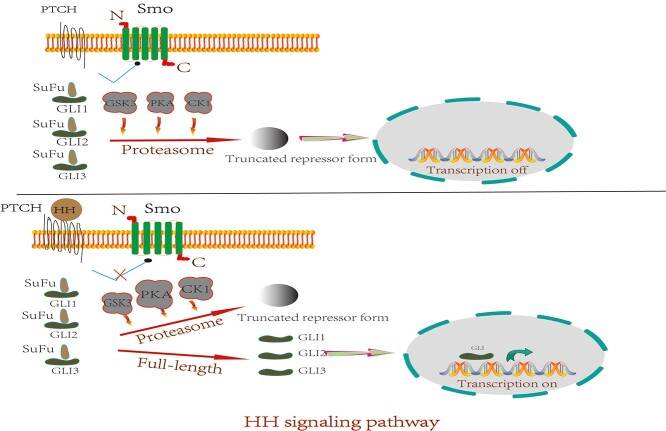 PTCH
N
Smo
C
SuFu
GLI1
SuFu
GLI2
SuFu
GLI3
GSK3
PKA
CK1
Proteasome
Truncated repressor form
Transcription off
PTCH
HH
N
Smo
C
SuFu
GLI1
SuFu
GLI2
SuFu
GLI3
GSK3
PKA
CK1
Proteasome
Truncated repressor form
Full-length
GLI1
GLI2
GLI3
GLI
Transcription on
HH signaling pathway